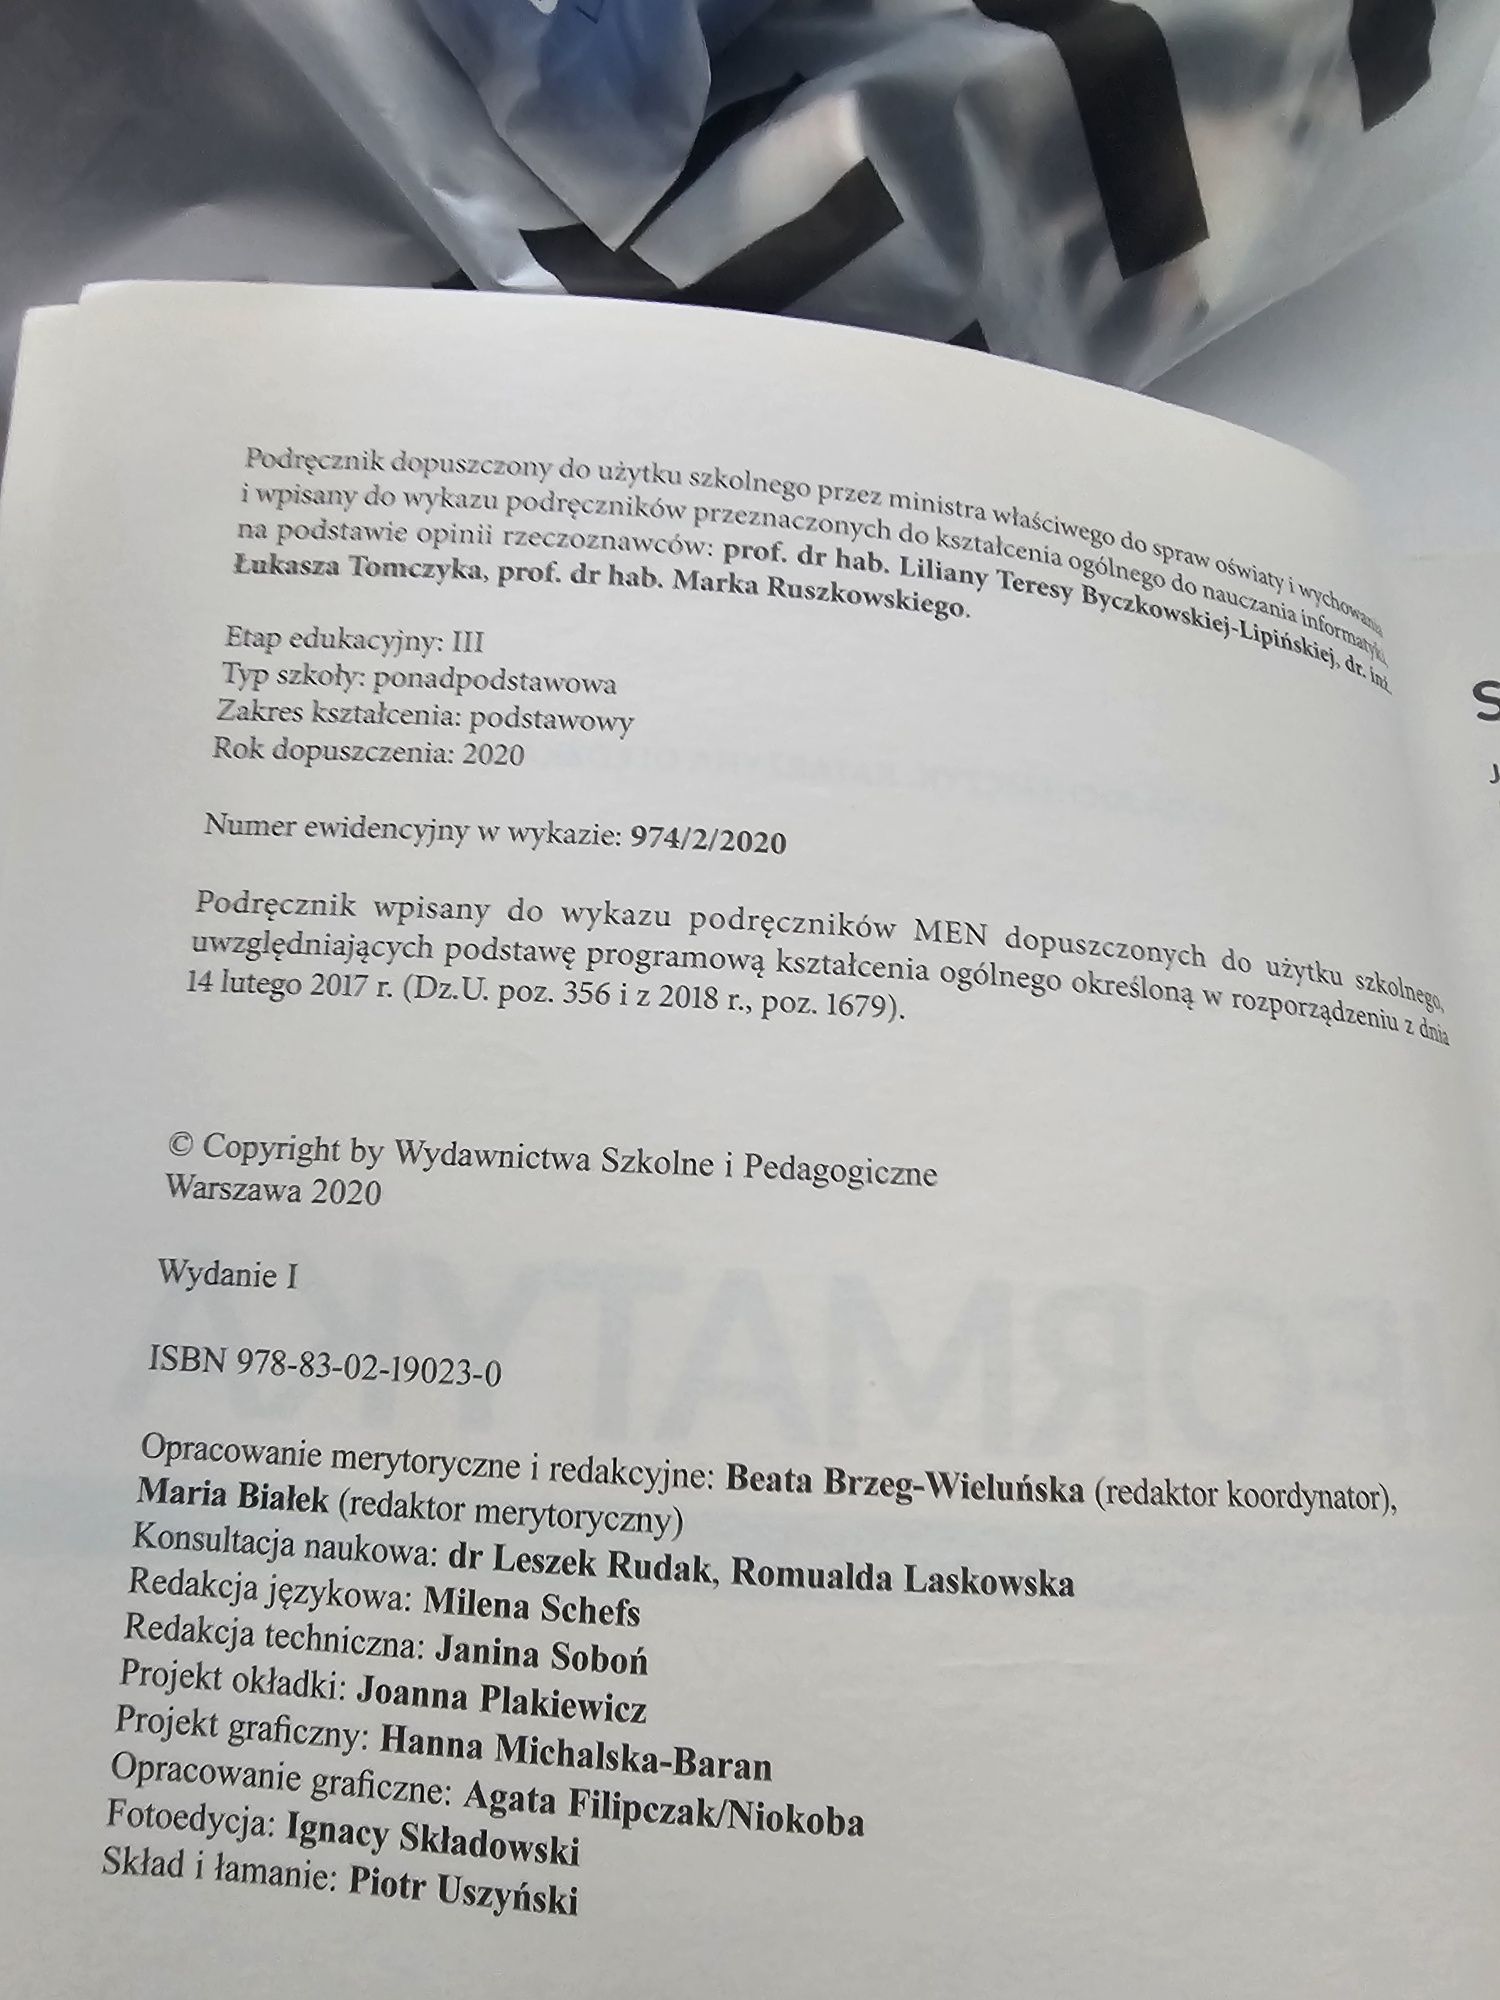 Podręcznik dopuszczony do użytku szkolnego przez ministra właściwego do spraw oświaty i wychowania
i wpisany do wykazu podręczników przeznaczonych do kształcenia ogólnego do nauczania informatyki,
na podstawie opinii rzeczoznawców: prof. dr hab. Liliany Teresy Byczkowskiej-Lipińskiej, dr. inż.
Łukasza Tomczyka, prof. dr hab. Marka Ruszkowskiego.
Etap edukacyjny: III
Typ szkoły: ponadpodstawowa
Zakres kształcenia: podstawowy
Rok dopuszczenia: 2020
Numer ewidencyjny w wykazie: 974/2/2020
Podręcznik wpisany do wykazu podręczników MEN dopuszczonych do użytku szkolnego,
uwzględniających podstawę programową kształcenia ogólnego określoną w rozporządzeniu z dnia
14 lutego 2017 r. (Dz.U. poz. 356 i z 2018 r., poz. 1679).
© Copyright by Wydawnictwa Szkolne i Pedagogiczne
Warszawa 2020
Wydanie I
ISBN 978-83-02-19023-0
Opracowanie merytoryczne i redakcyjne: Beata Brzeg-Wieluńska (redaktor koordynator),
Maria Białek (redaktor merytoryczny)
Konsultacja naukowa: dr Leszek Rudak, Romualda Laskowska
Redakcja językowa: Milena Schefs
Redakcja techniczna: Janina Soboń
Projekt okładki: Joanna Plakiewicz
Projekt graficzny: Hanna Michalska-Baran
Opracowanie graficzne: Agata Filipczak/Niokoba
Fotoedycja: Ignacy Składowski
Skład i łamanie: Piotr Uszyński